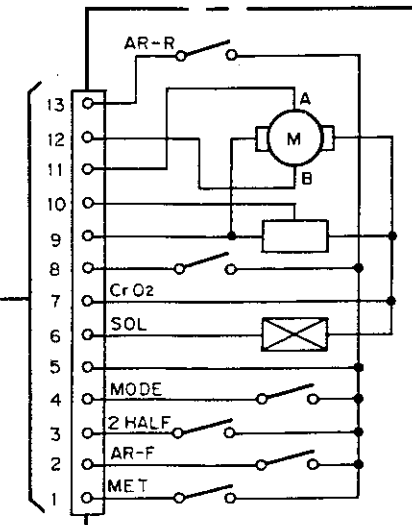 AR-R
13
A
12
M
11
B
10
9
8
7 CrO2
6 SOL
5
4 MODE
3 2 HALF
2 AR-F
1 MET